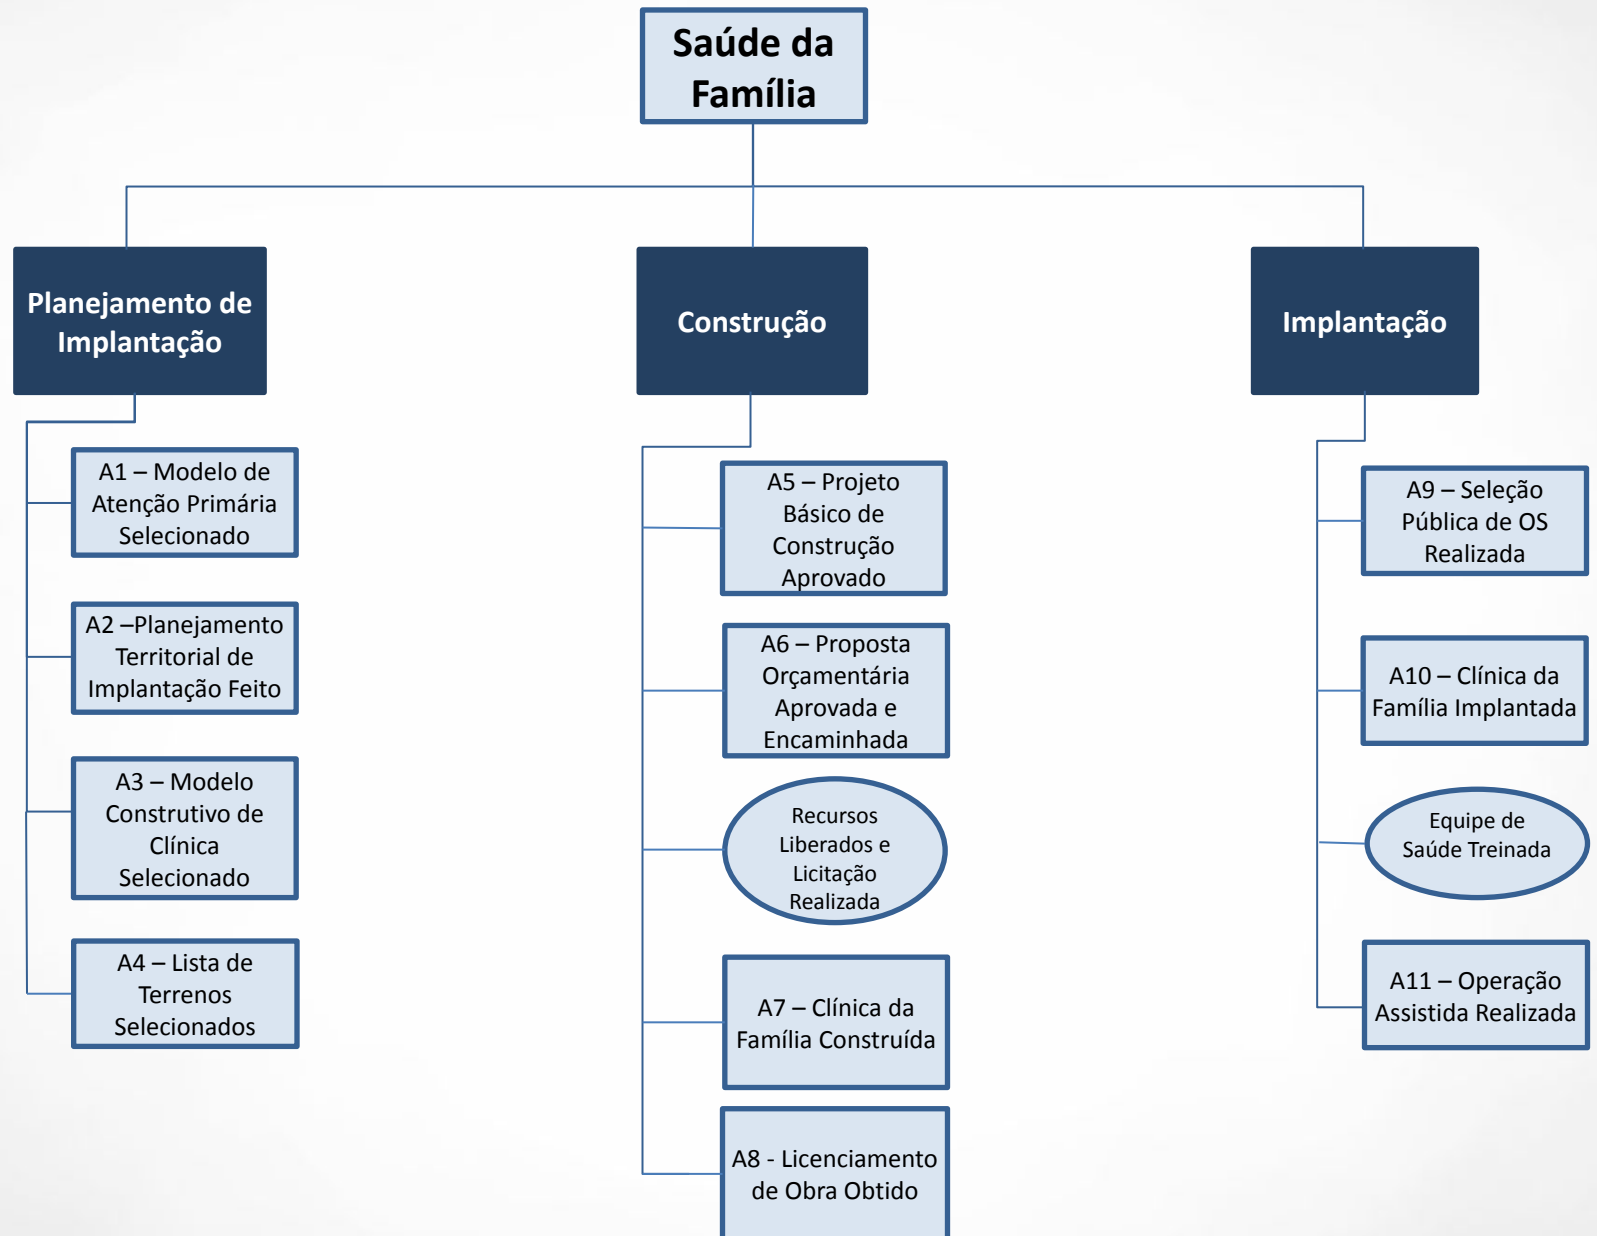 Saúde da
Família
Planejamento de
Implantação
A1 – Modelo de
Atenção Primária
Selecionado
A2 –Planejamento
Territorial de
Implantação Feito
A3 – Modelo
Construtivo de
Clínica
Selecionado
A4 – Lista de
Terrenos
Selecionados
Construção
A5 – Projeto
Básico de
Construção
Aprovado
A6 – Proposta
Orçamentária
Aprovada e
Encaminhada
Recursos
Liberados e
Licitação
Realizada
A7 – Clínica da
Família Construída
A8 - Licenciamento
de Obra Obtido
Implantação
A9 – Seleção
Pública de OS
Realizada
A10 – Clínica da
Família Implantada
Equipe de
Saúde Treinada
A11 – Operação
Assistida Realizada